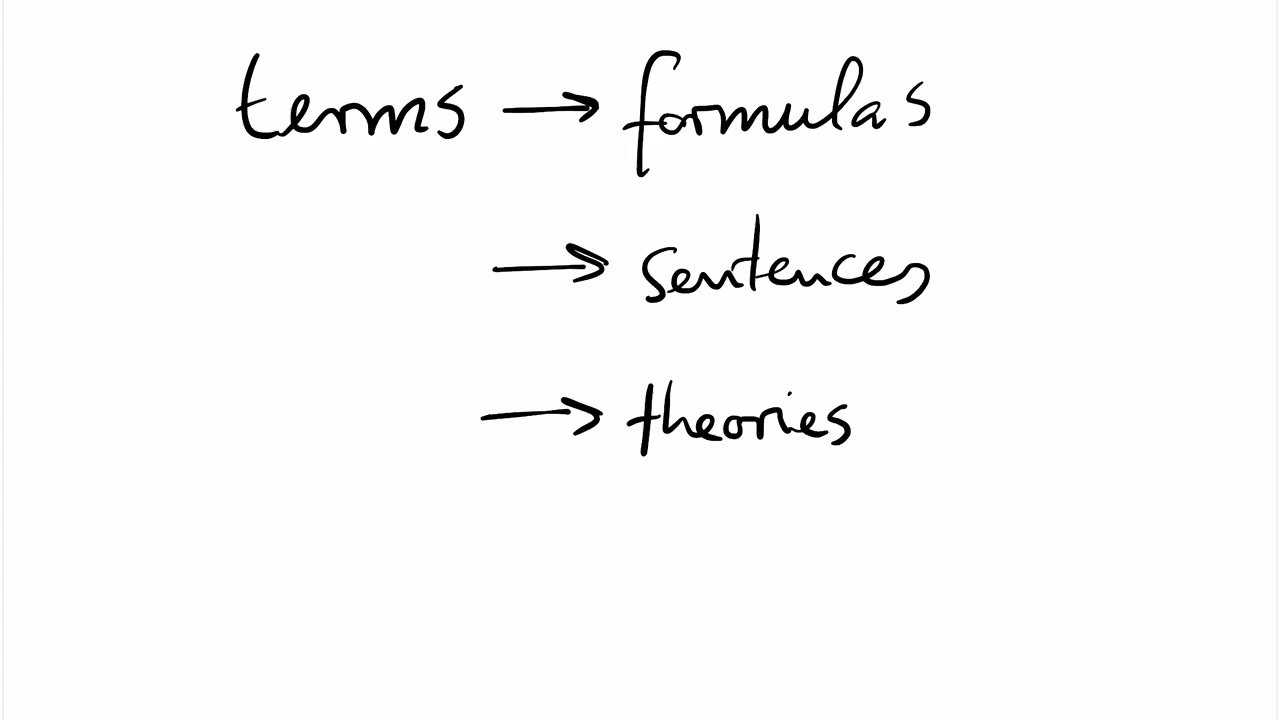 terms → formulas
→ sentences
→ theories